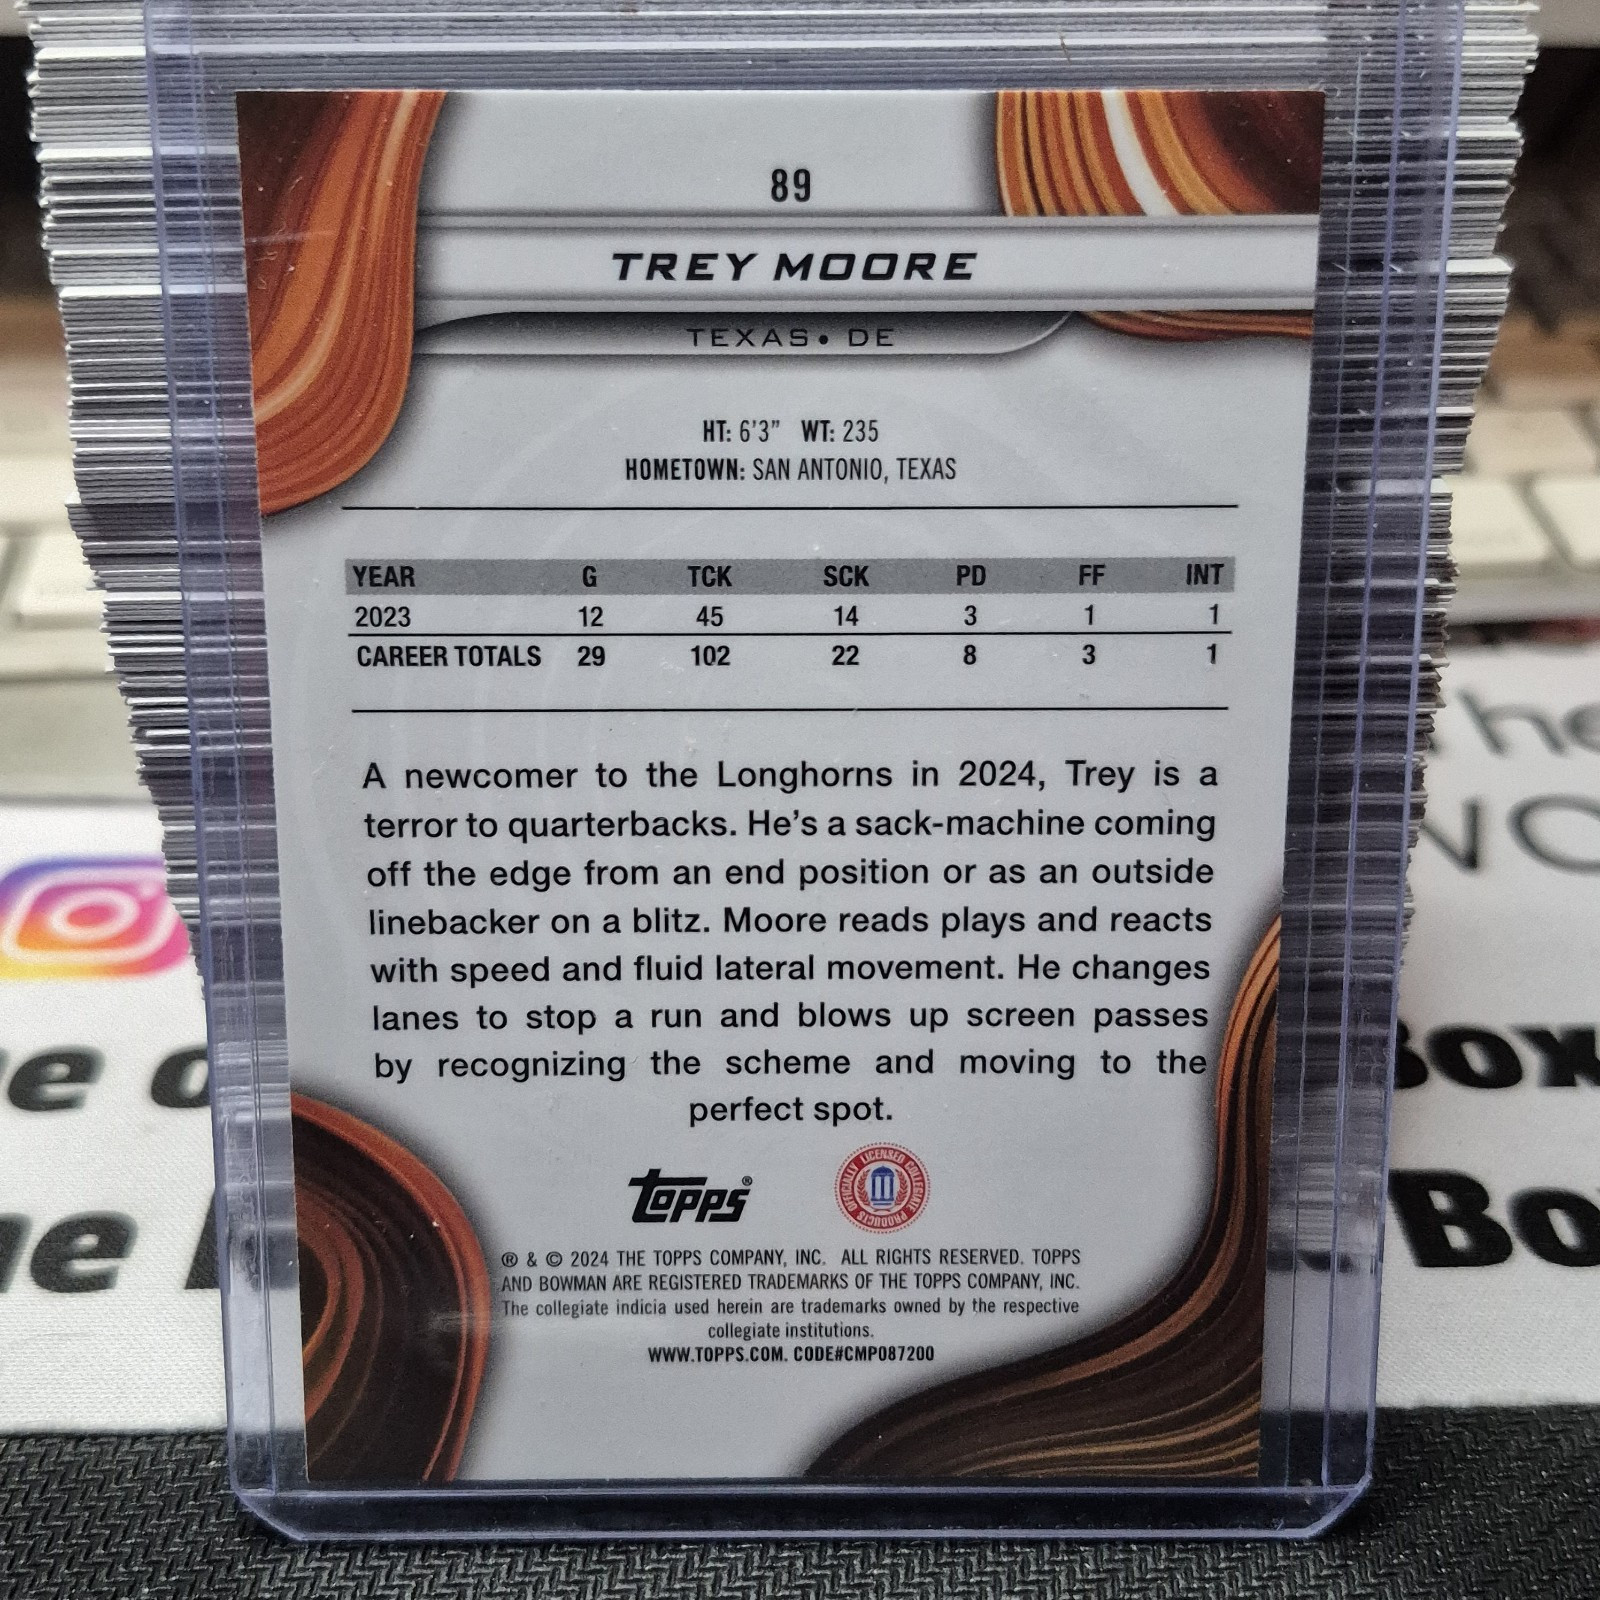 89
TREY MOORE
TEXAS • DE
HT: 6'3" WT: 235
HOMETOWN: SAN ANTONIO, TEXAS
YEAR G TCK SCK PD FF INT
2023 12 45 14 3 1 1
CAREER TOTALS 29 102 22 8 3 1
A newcomer to the Longhorns in 2024, Trey is a
terror to quarterbacks. He's a sack-machine coming
off the edge from an end position or as an outside
linebacker on a blitz. Moore reads plays and reacts
with speed and fluid lateral movement. He changes
lanes to stop a run and blows up screen passes
by recognizing the scheme and moving to the
perfect spot.
topps®
OFFICIALLY LICENSED COLLEGIATE PRODUCTS
® & © 2024 THE TOPPS COMPANY, INC. ALL RIGHTS RESERVED. TOPPS
AND BOWMAN ARE REGISTERED TRADEMARKS OF THE TOPPS COMPANY, INC.
The collegiate indicia used herein are trademarks owned by the respective
collegiate institutions.
WWW.TOPPS.COM. CODE#CMP087200